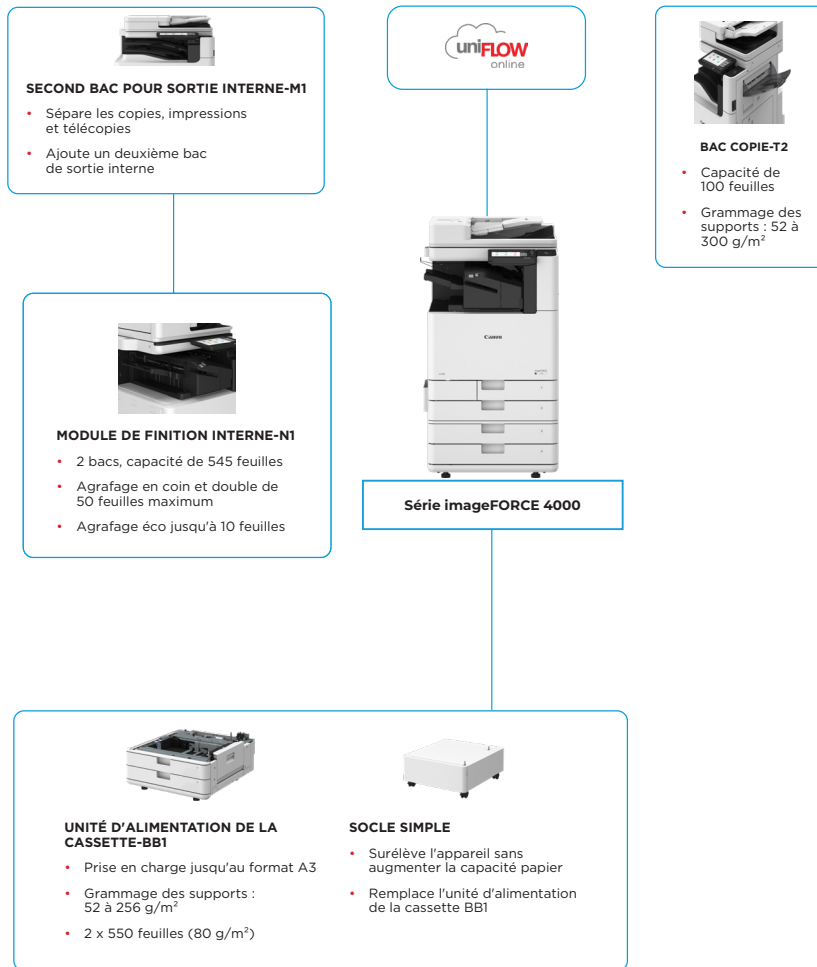 SECOND BAC POUR SORTIE INTERNE-M1
• Sépare les copies, impressions
et télécopies
• Ajoute un deuxième bac
de sortie interne
uniFLOW
online
BAC COPIE-T2
• Capacité de
100 feuilles
• Grammage des
supports : 52 à
300 g/m²
MODULE DE FINITION INTERNE-N1
• 2 bacs, capacité de 545 feuilles
• Agrafage en coin et double de
50 feuilles maximum
• Agrafage éco jusqu'à 10 feuilles
Canon
Série imageFORCE 4000
UNITÉ D'ALIMENTATION DE LA
CASSETTE-BB1
• Prise en charge jusqu'au format A3
• Grammage des supports :
52 à 256 g/m²
• 2 x 550 feuilles (80 g/m²)
SOCLE SIMPLE
• Surélève l'appareil sans
augmenter la capacité papier
• Remplace l'unité d'alimentation
de la cassette BB1